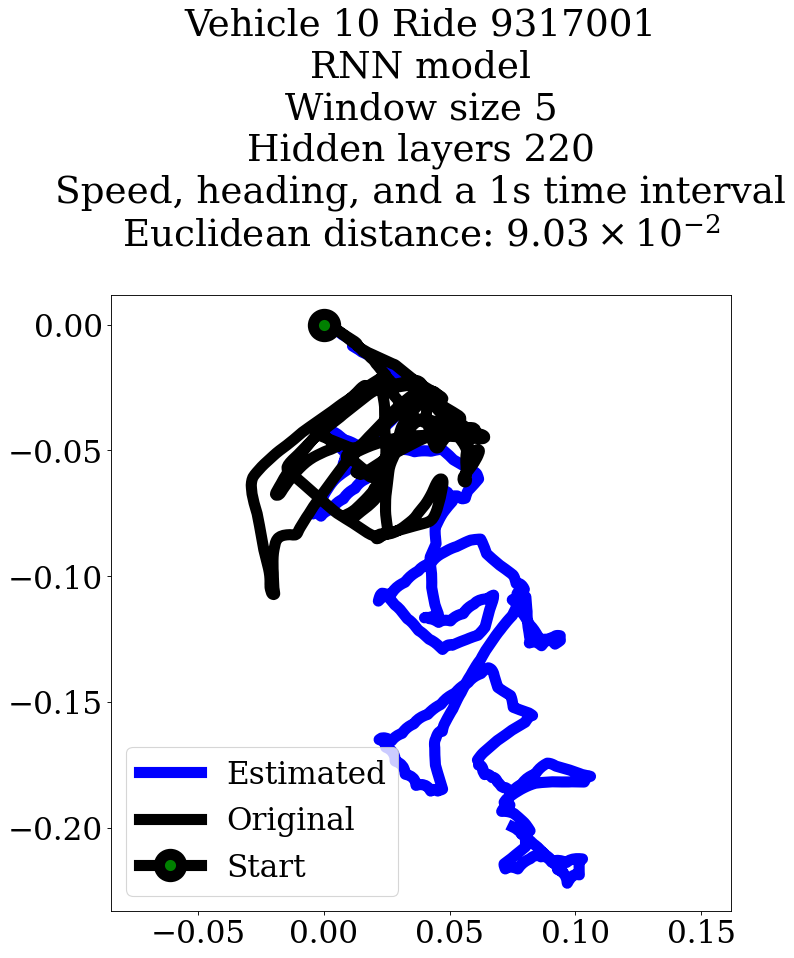 Vehicle 10 Ride 9317001
RNN model
Window size 5
Hidden layers 220
Speed, heading, and a 1s time interval
Euclidean distance: 9.03 × 10⁻²
0.00
−0.05
−0.10
−0.15
−0.20
Estimated
Original
Start
−0.05 0.00 0.05 0.10 0.15